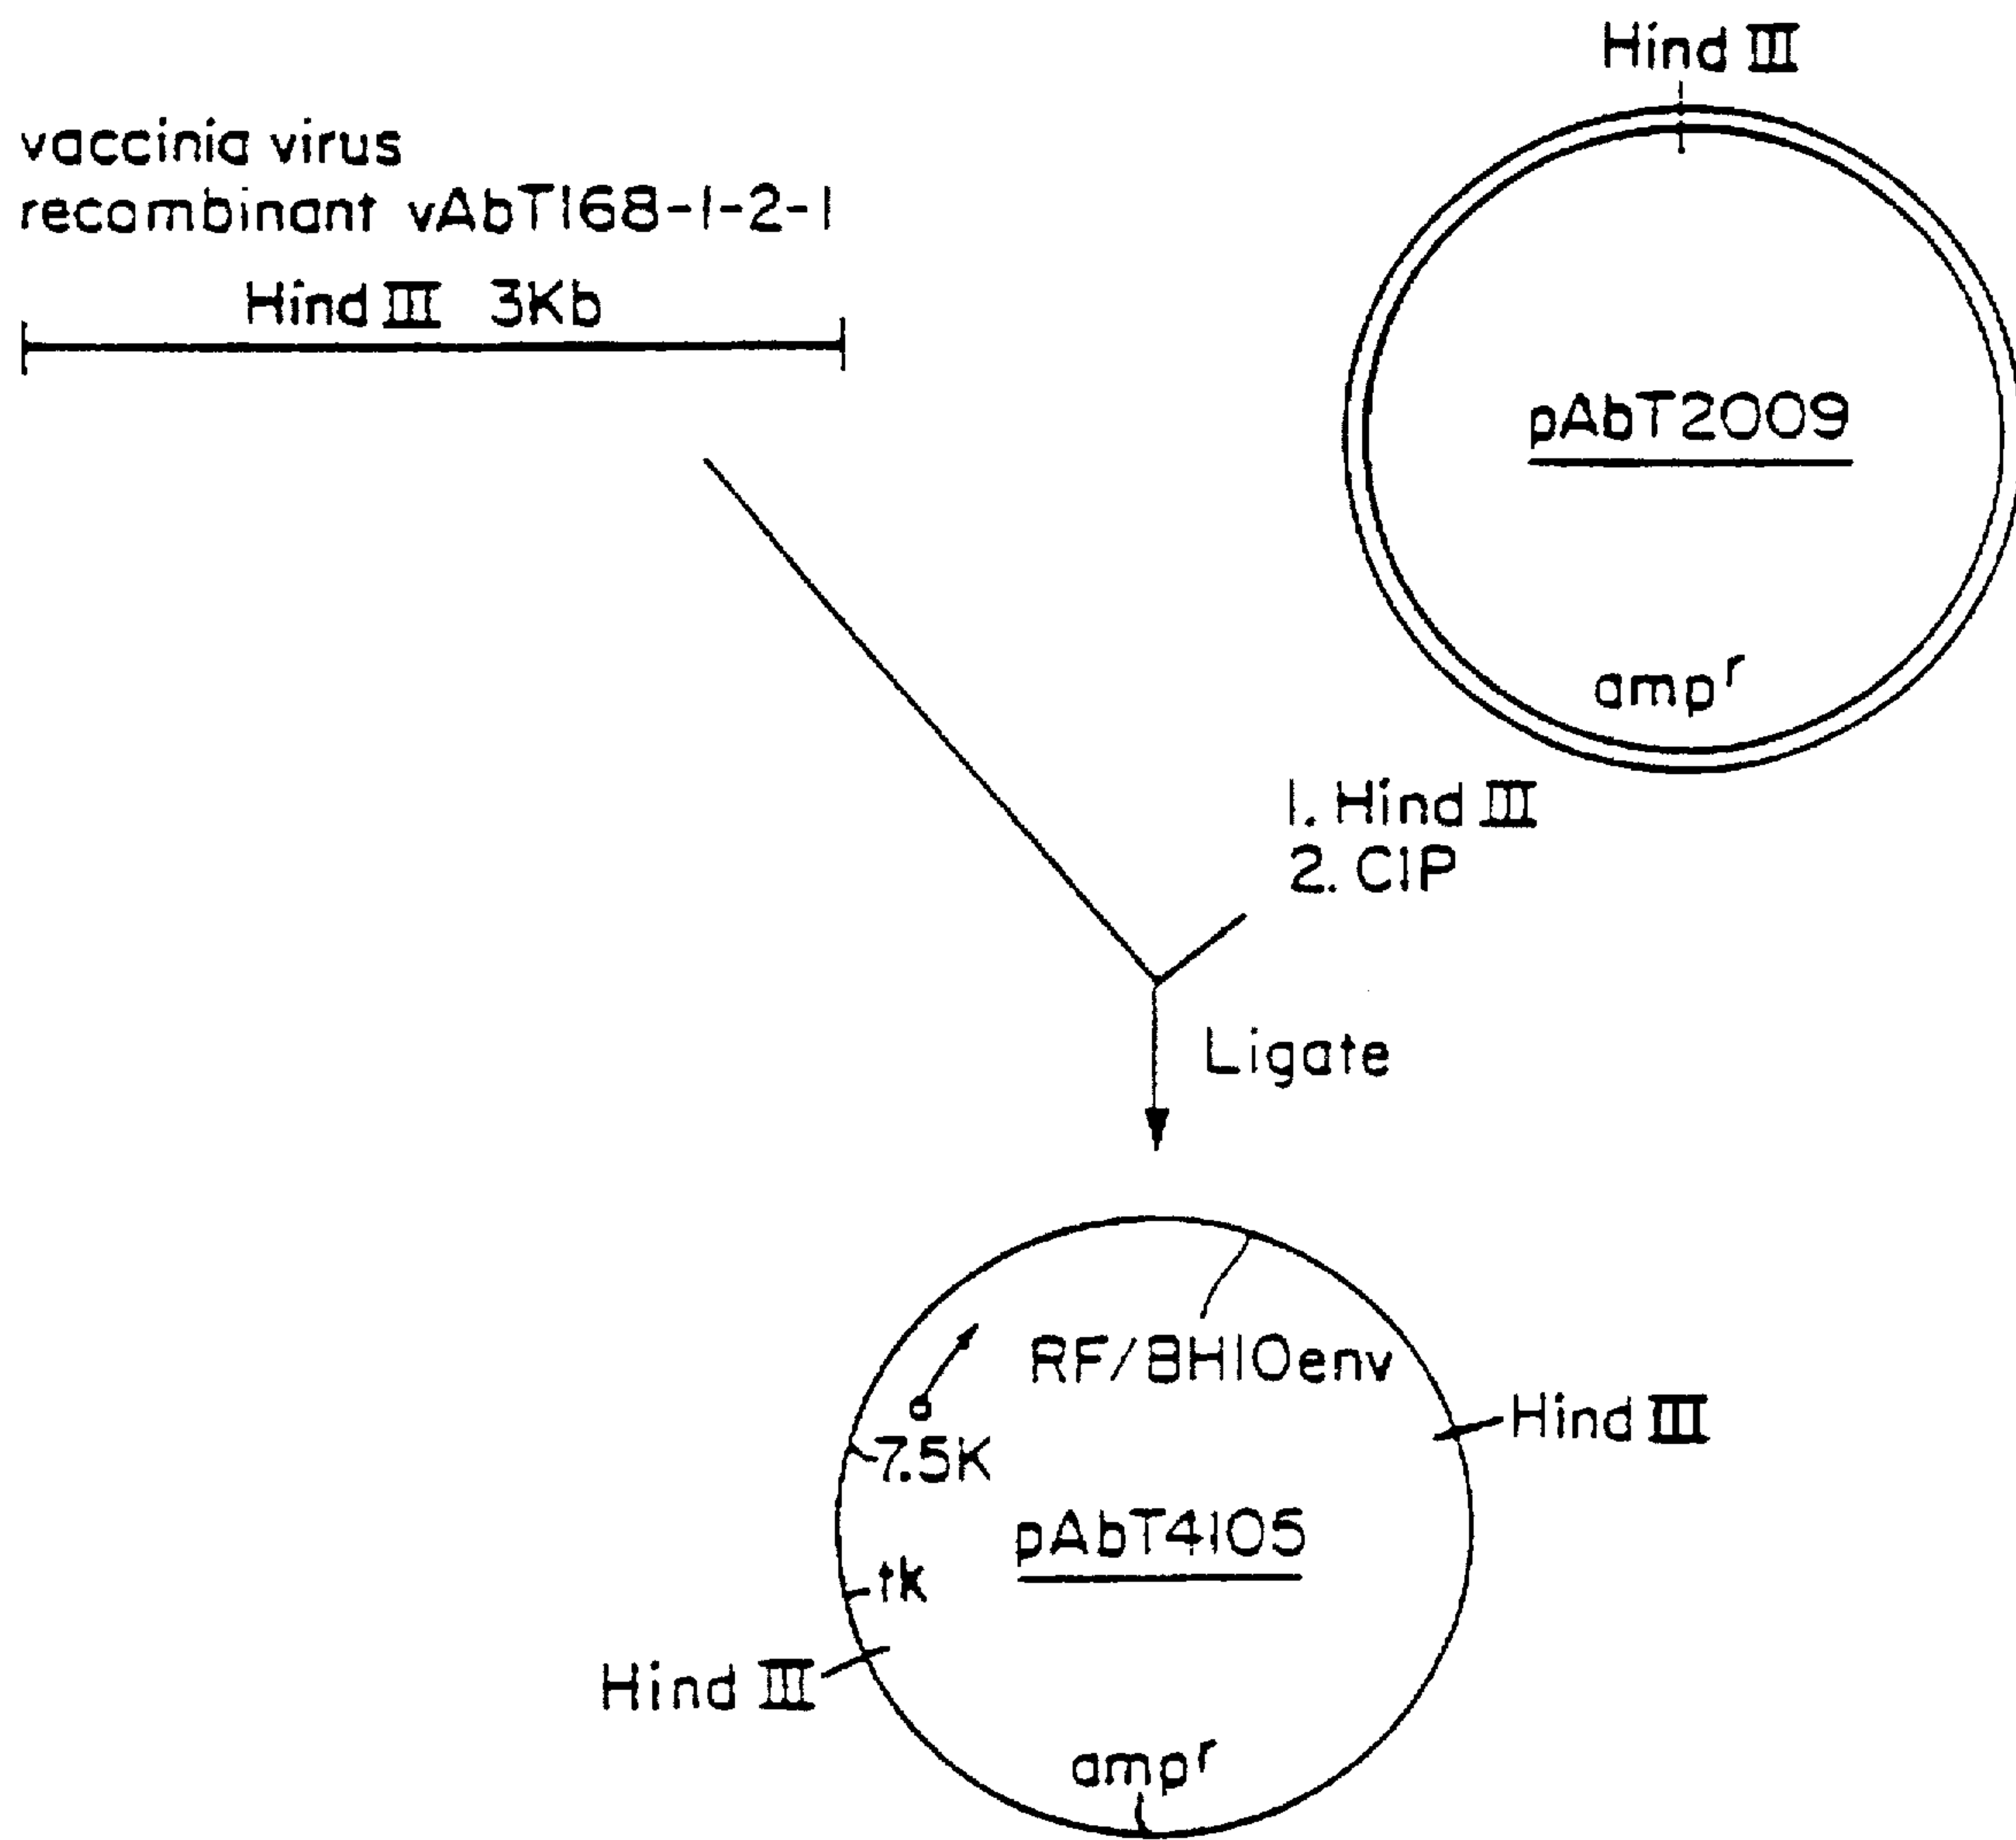 vaccinia virus
recombinant vAbT168-1-2-1
Hind III 3Kb
Hind III
pAbT2009
ampr
1. Hind III
2. CIP
Ligate
RF/BH10env
Hind III
7.5K
pAbT4105
tk
Hind III
ampr